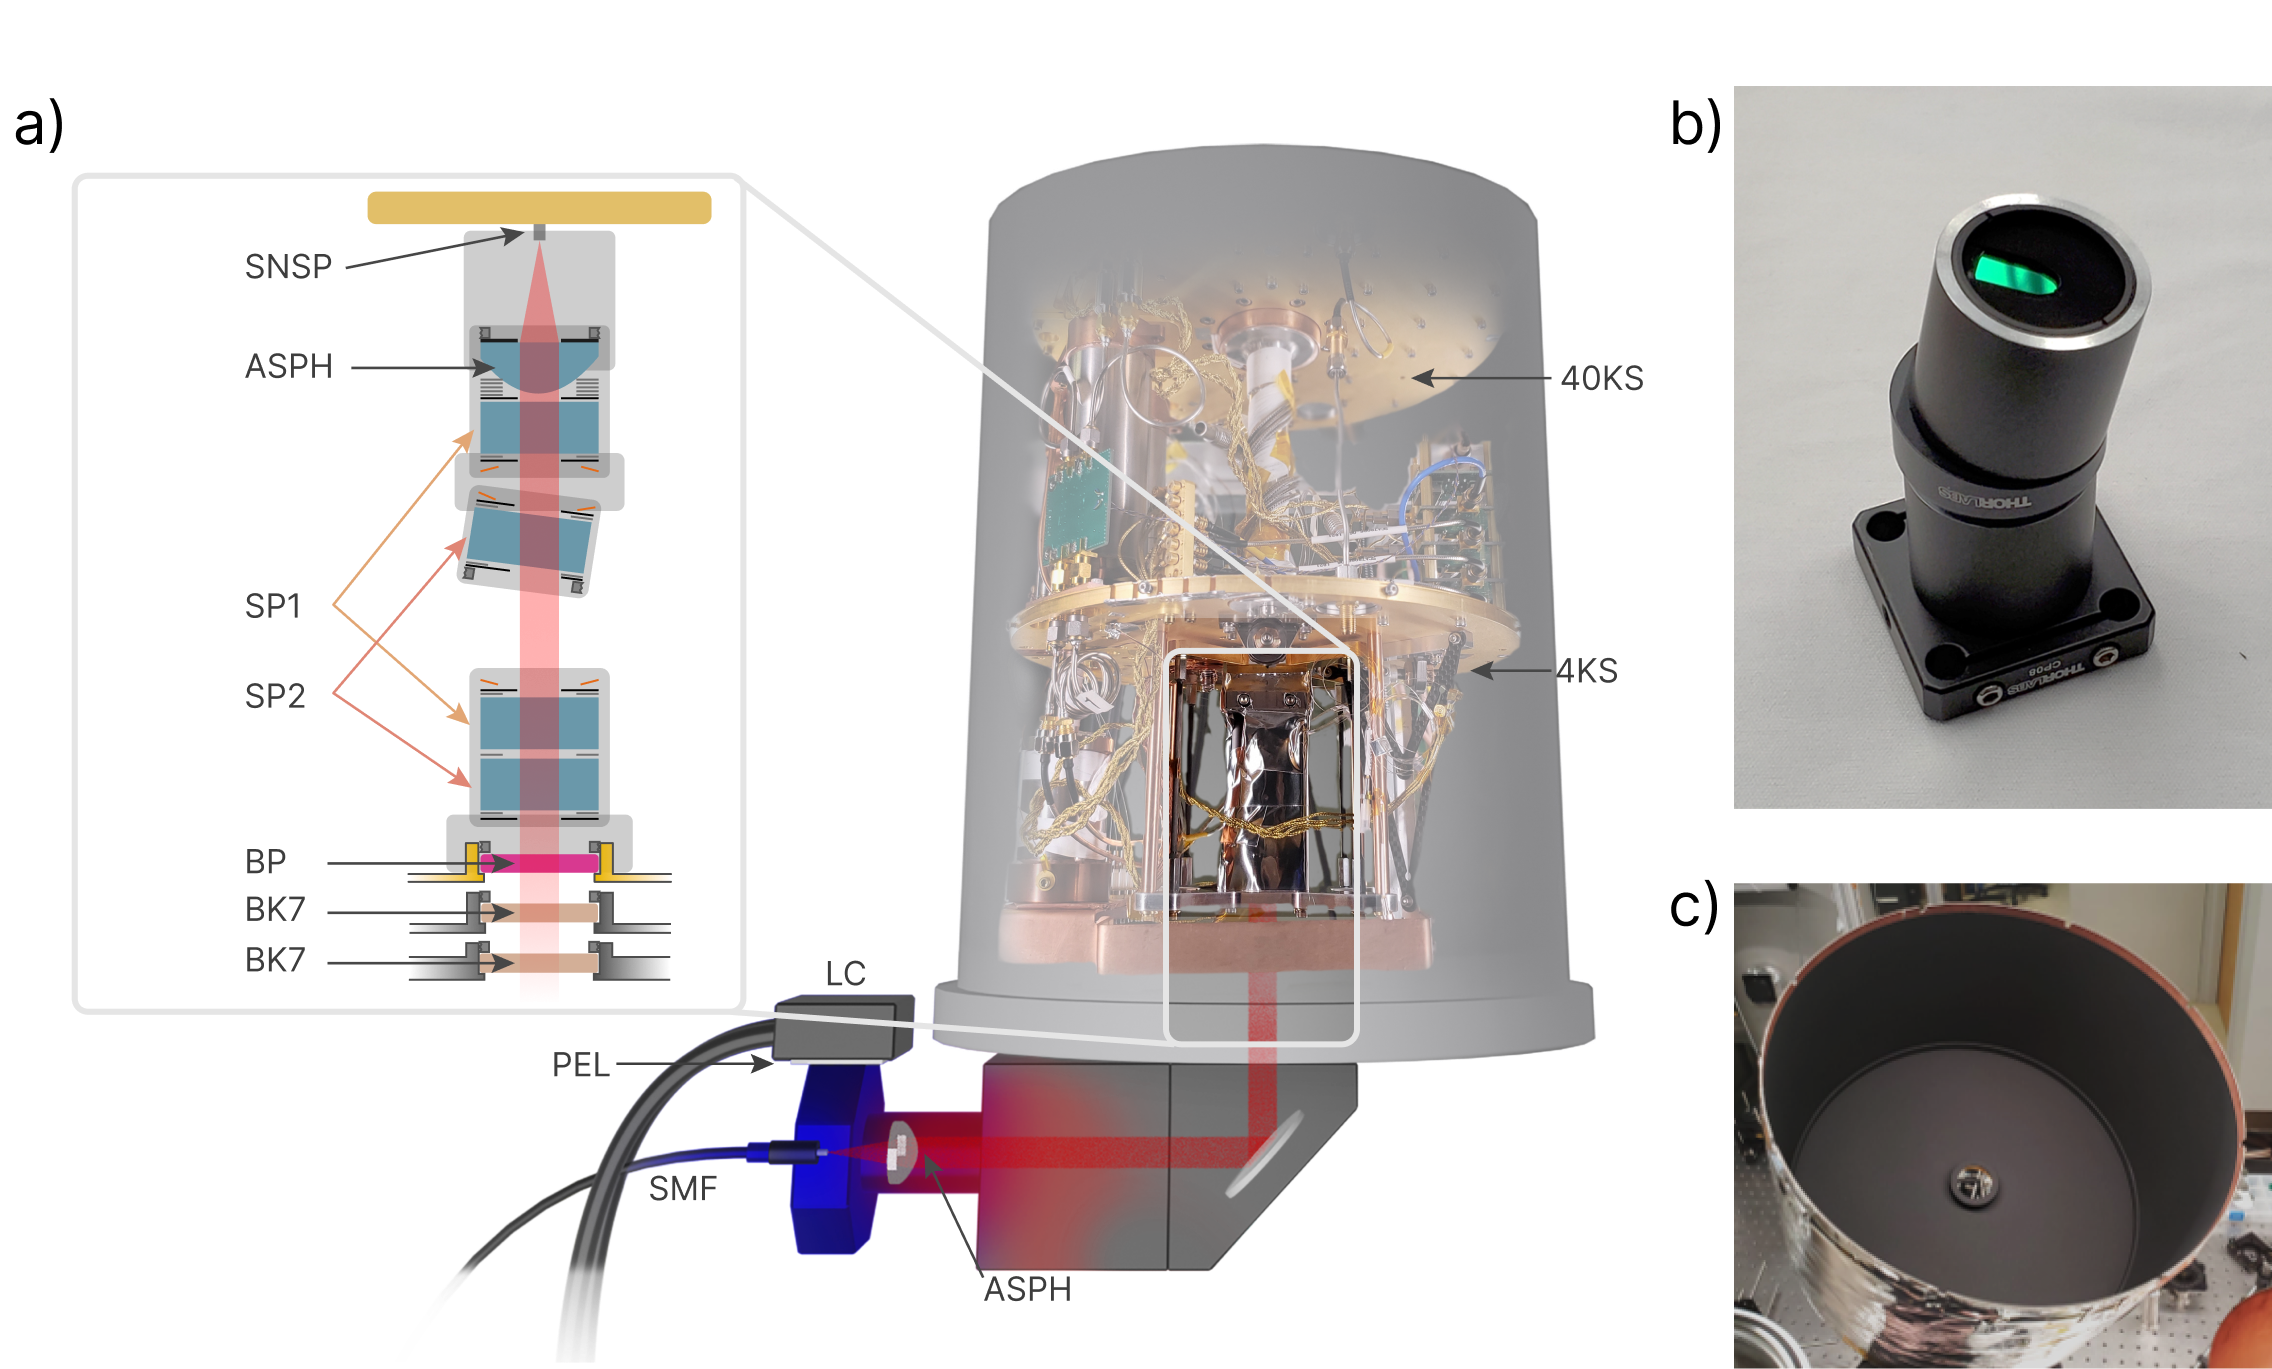 a)
SNSP
ASPH
SP1
SP2
BP
BK7
BK7
40KS
4KS
LC
PEL
SMF
ASPH
b)
THORLABS
THORLABS
CP08
c)